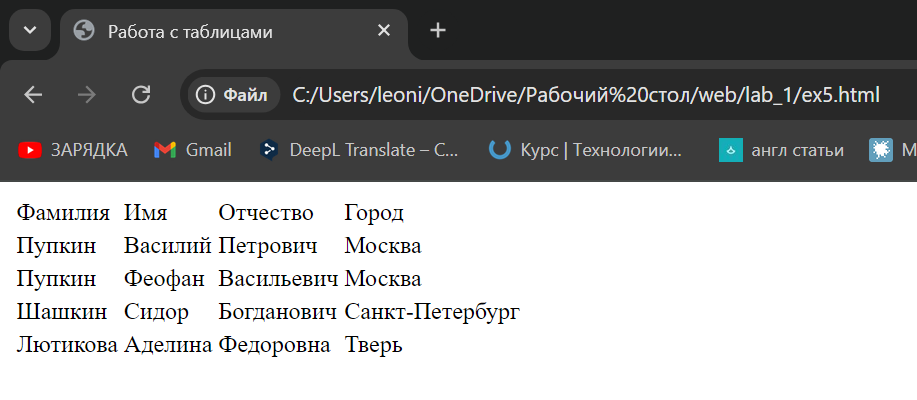 Работа с таблицами
Файл C:/Users/leoni/OneDrive/Рабочий%20стол/web/lab_1/ex5.html
ЗАРЯДКА Gmail DeepL Translate – С... Курс | Технологии... англ статьи М
Фамилия Имя Отчество Город
Пупкин Василий Петрович Москва
Пупкин Феофан Васильевич Москва
Шашкин Сидор Богданович Санкт-Петербург
Лютикова Аделина Федоровна Тверь